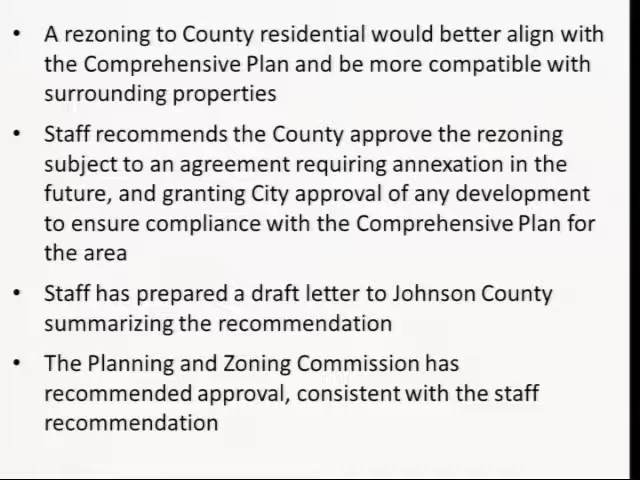 • A rezoning to County residential would better align with
the Comprehensive Plan and be more compatible with
surrounding properties
• Staff recommends the County approve the rezoning
subject to an agreement requiring annexation in the
future, and granting City approval of any development
to ensure compliance with the Comprehensive Plan for
the area
• Staff has prepared a draft letter to Johnson County
summarizing the recommendation
• The Planning and Zoning Commission has
recommended approval, consistent with the staff
recommendation